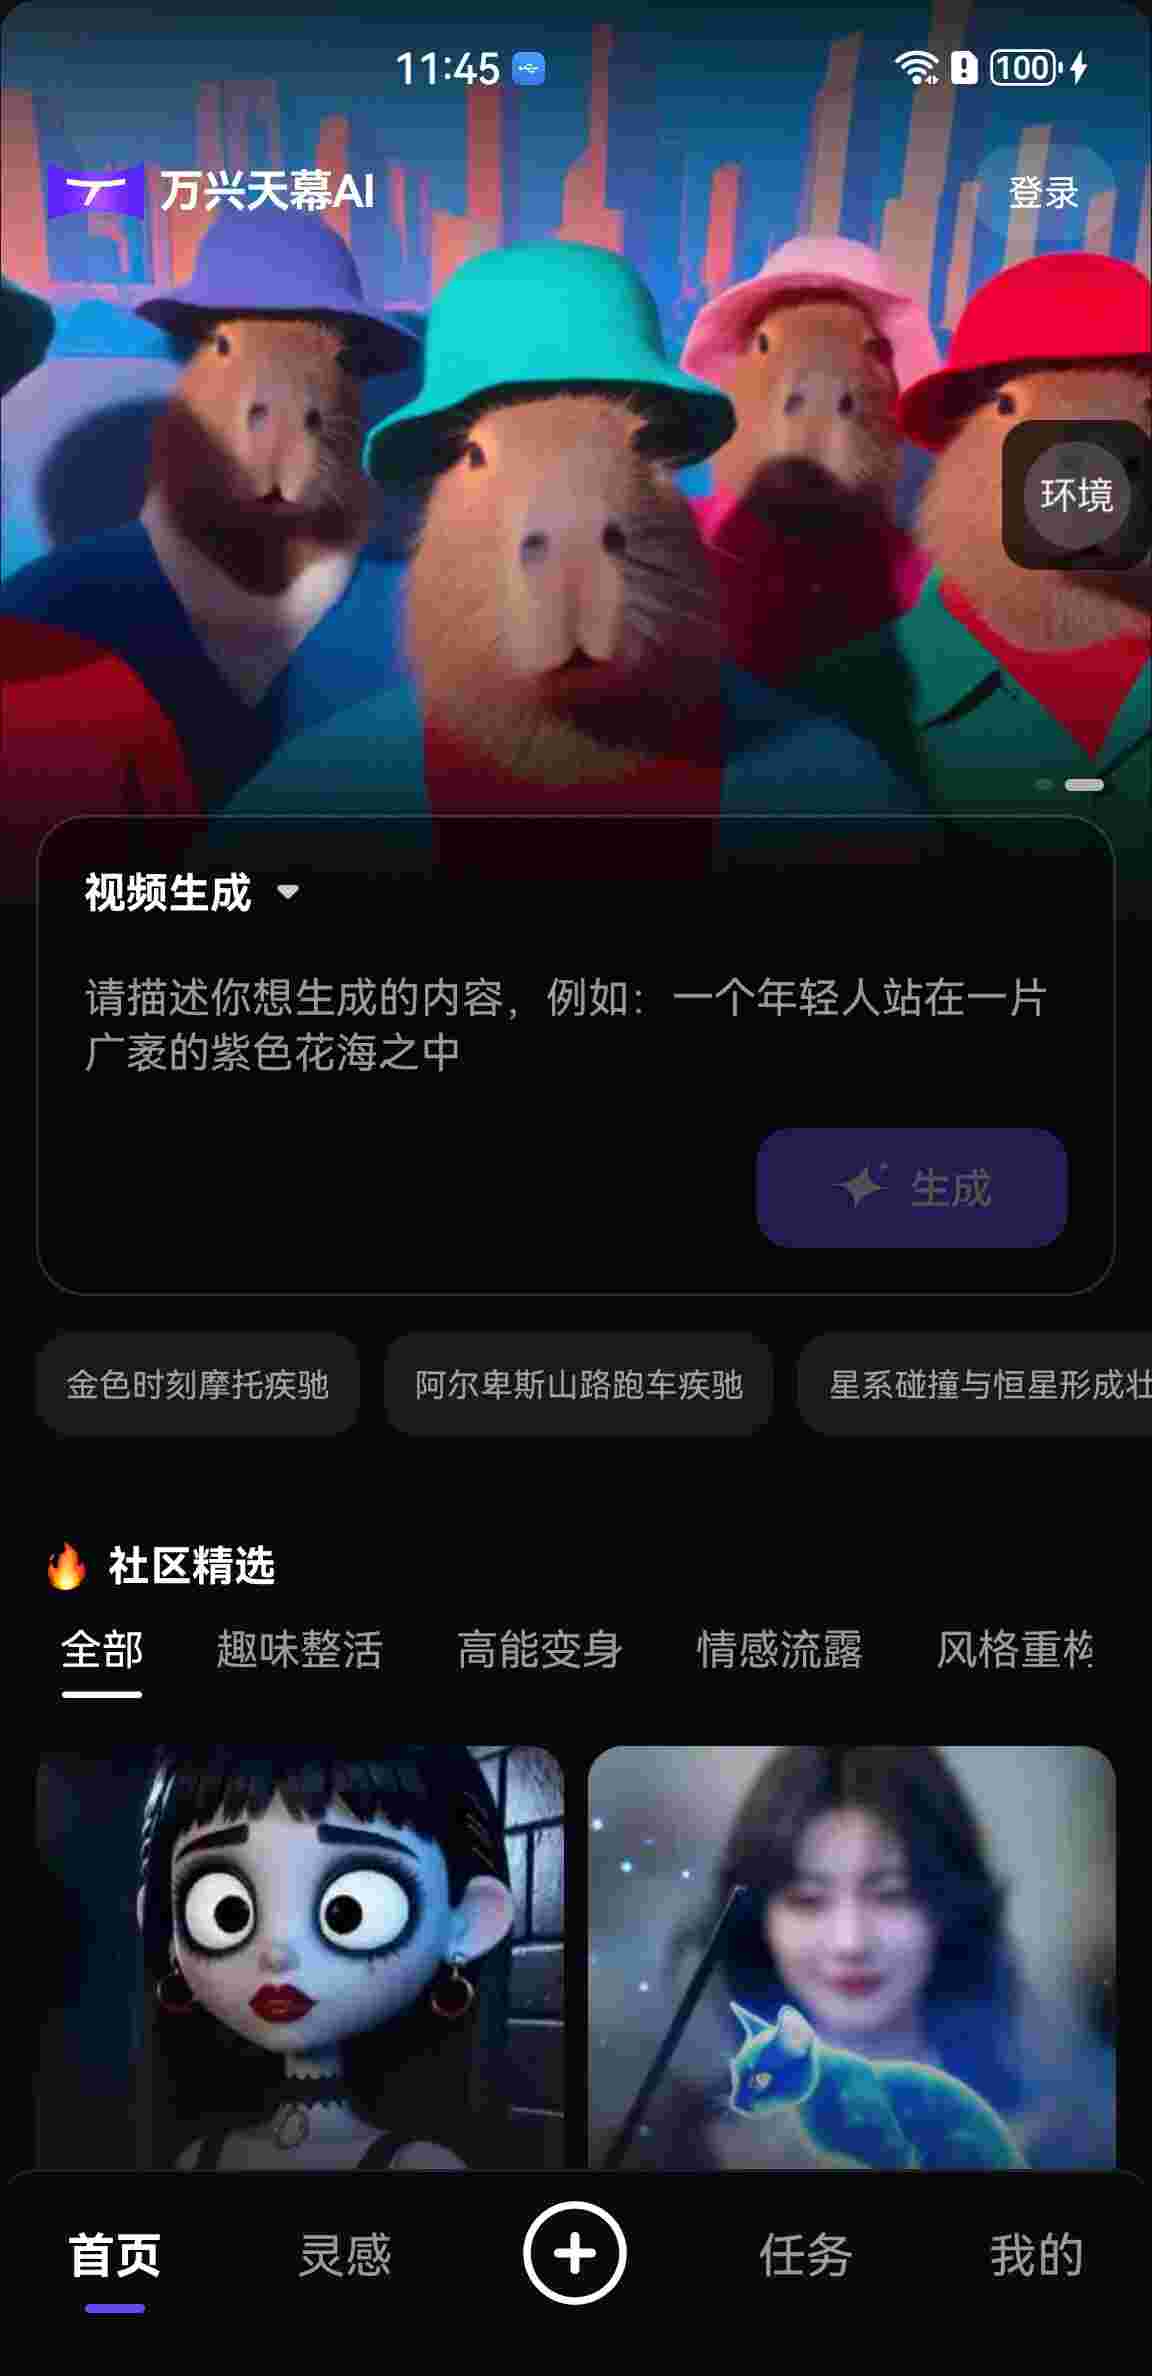 11:45
100
万兴天幕AI
登录
环境
视频生成
请描述你想生成的内容，例如：一个年轻人站在一片
广袤的紫色花海之中
生成
金色时刻摩托疾驰
阿尔卑斯山路跑车疾驰
星系碰撞与恒星形成壮
社区精选
全部
趣味整活
高能变身
情感流露
风格重构
首页
灵感
任务
我的